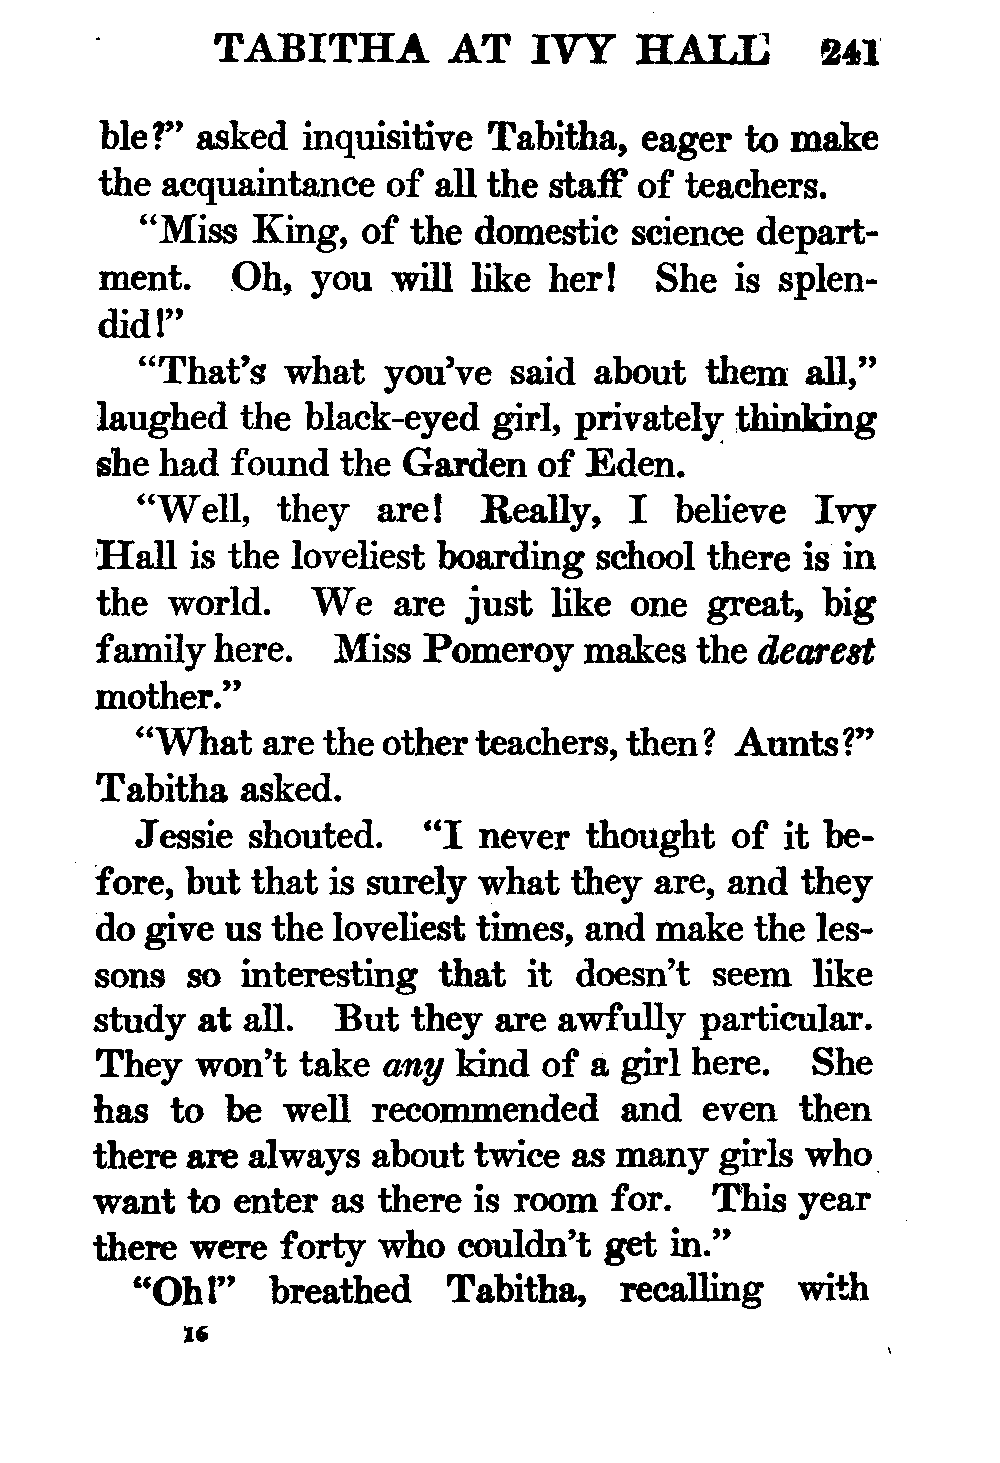 TABITHA AT IVY HALL 241
ble?” asked inquisitive Tabitha, eager to make
the acquaintance of all the staff of teachers.
“Miss King, of the domestic science depart-
ment. Oh, you will like her! She is splen-
did!”
“That’s what you’ve said about them all,”
laughed the black-eyed girl, privately thinking
she had found the Garden of Eden.
“Well, they are! Really, I believe Ivy
Hall is the loveliest boarding school there is in
the world. We are just like one great, big
family here. Miss Pomeroy makes the dearest
mother.”
“What are the other teachers, then? Aunts?”
Tabitha asked.
Jessie shouted. “I never thought of it be-
fore, but that is surely what they are, and they
do give us the loveliest times, and make the les-
sons so interesting that it doesn’t seem like
study at all. But they are awfully particular.
They won’t take any kind of a girl here. She
has to be well recommended and even then
there are always about twice as many girls who
want to enter as there is room for. This year
there were forty who couldn’t get in.”
“Oh!” breathed Tabitha, recalling with
16